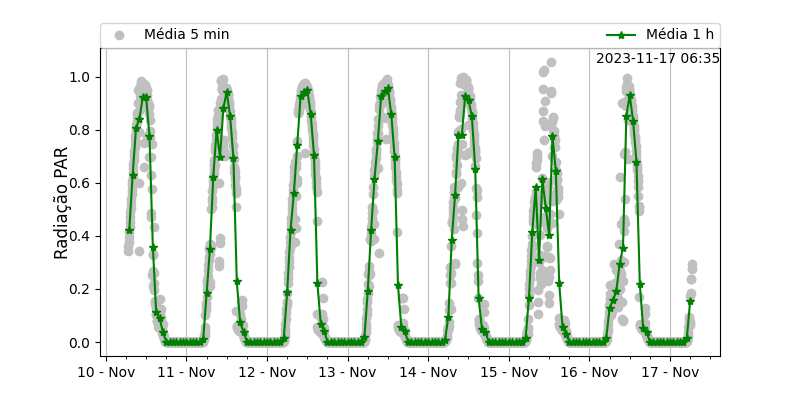 Média 5 min
Média 1 h
2023-11-17 06:35
Radiação PAR
1.0
0.8
0.6
0.4
0.2
0.0
10 - Nov
11 - Nov
12 - Nov
13 - Nov
14 - Nov
15 - Nov
16 - Nov
17 - Nov